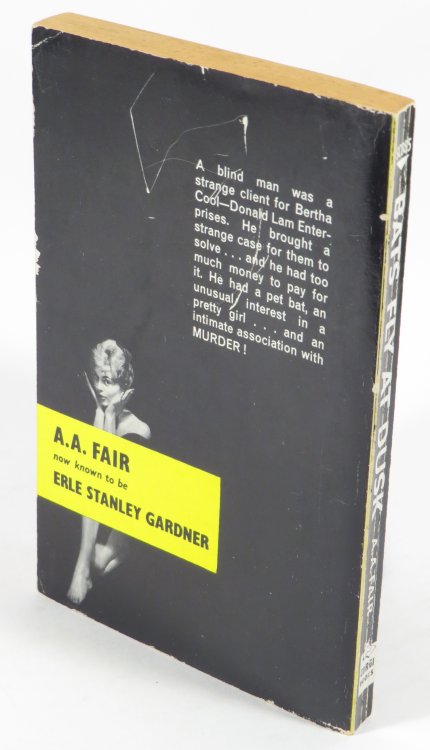 A blind man was a
strange client for Bertha
Cool—Donald Lam Enter-
prises. He brought a
strange case for them to
solve . . . and he had too
much money to pay for
it. He had a pet bat, an
unusual interest in a
pretty girl . . . and an
intimate association with
MURDER !
A.A. FAIR
now known to be
ERLE STANLEY GARDNER
BATS FLY AT DUSK
A.A. FAIR
CORGI
BOOKS